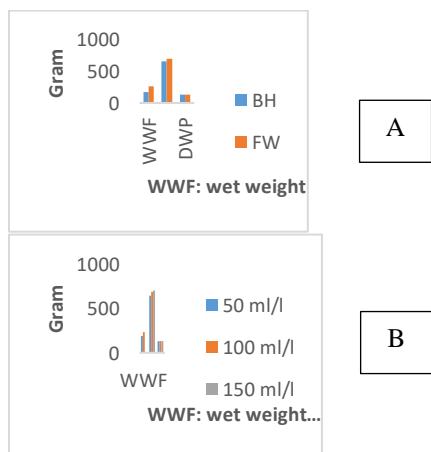 1000
500
0
Gram
WWF
DWP
BH
FW
WWF: wet weight
A
1000
500
0
Gram
WWF
50 ml/l
100 ml/l
150 ml/l
WWF: wet weight...
B